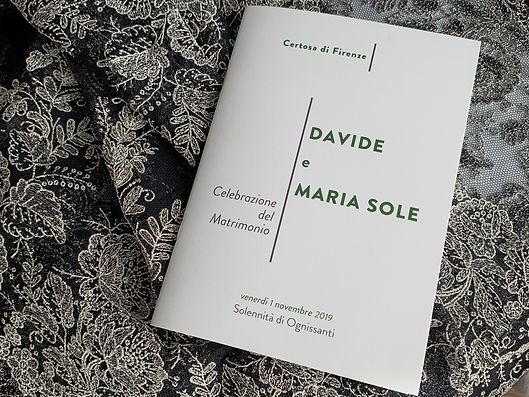 Certosa di Firenze
DAVIDE
e
MARIA SOLE
Celebrazione
del
Matrimonio
venerdì 1 novembre 2019
Solennità di Ognissanti